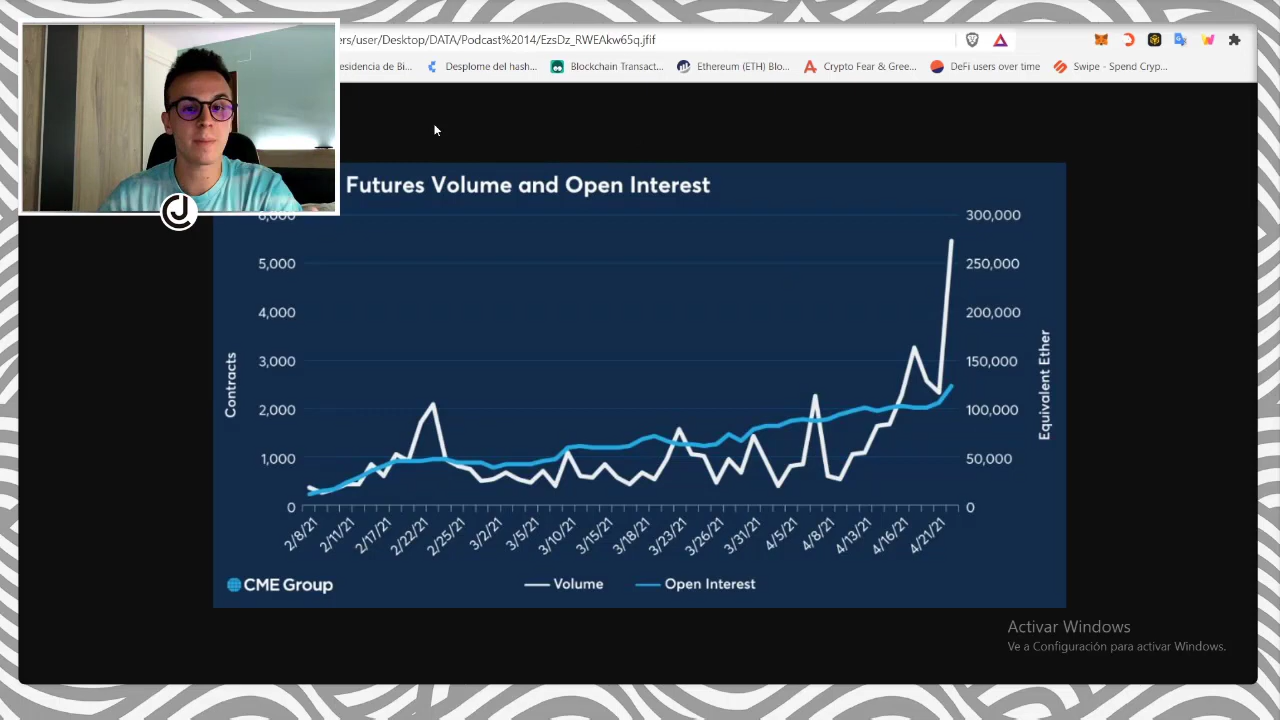 ers/user/Desktop/DATA/Podcast%2014/EzsDz_RWEAkw65q.jfif
esidencia de Bi... Desplome del hash... Blockchain Transact... Ethereum (ETH) Blo... Crypto Fear & Gree... DeFi users over time Swipe - Spend Cryp...
Futures Volume and Open Interest
6,000 300,000
5,000 250,000
4,000 200,000
3,000 150,000
2,000 100,000
1,000 50,000
0 0
Contracts
Equivalent Ether
2/8/21 2/11/21 2/17/21 2/22/21 2/25/21 3/2/21 3/5/21 3/10/21 3/15/21 3/18/21 3/23/21 3/26/21 3/31/21 4/5/21 4/8/21 4/13/21 4/16/21 4/21/21
CME Group Volume Open Interest
Activar Windows
Ve a Configuración para activar Windows.